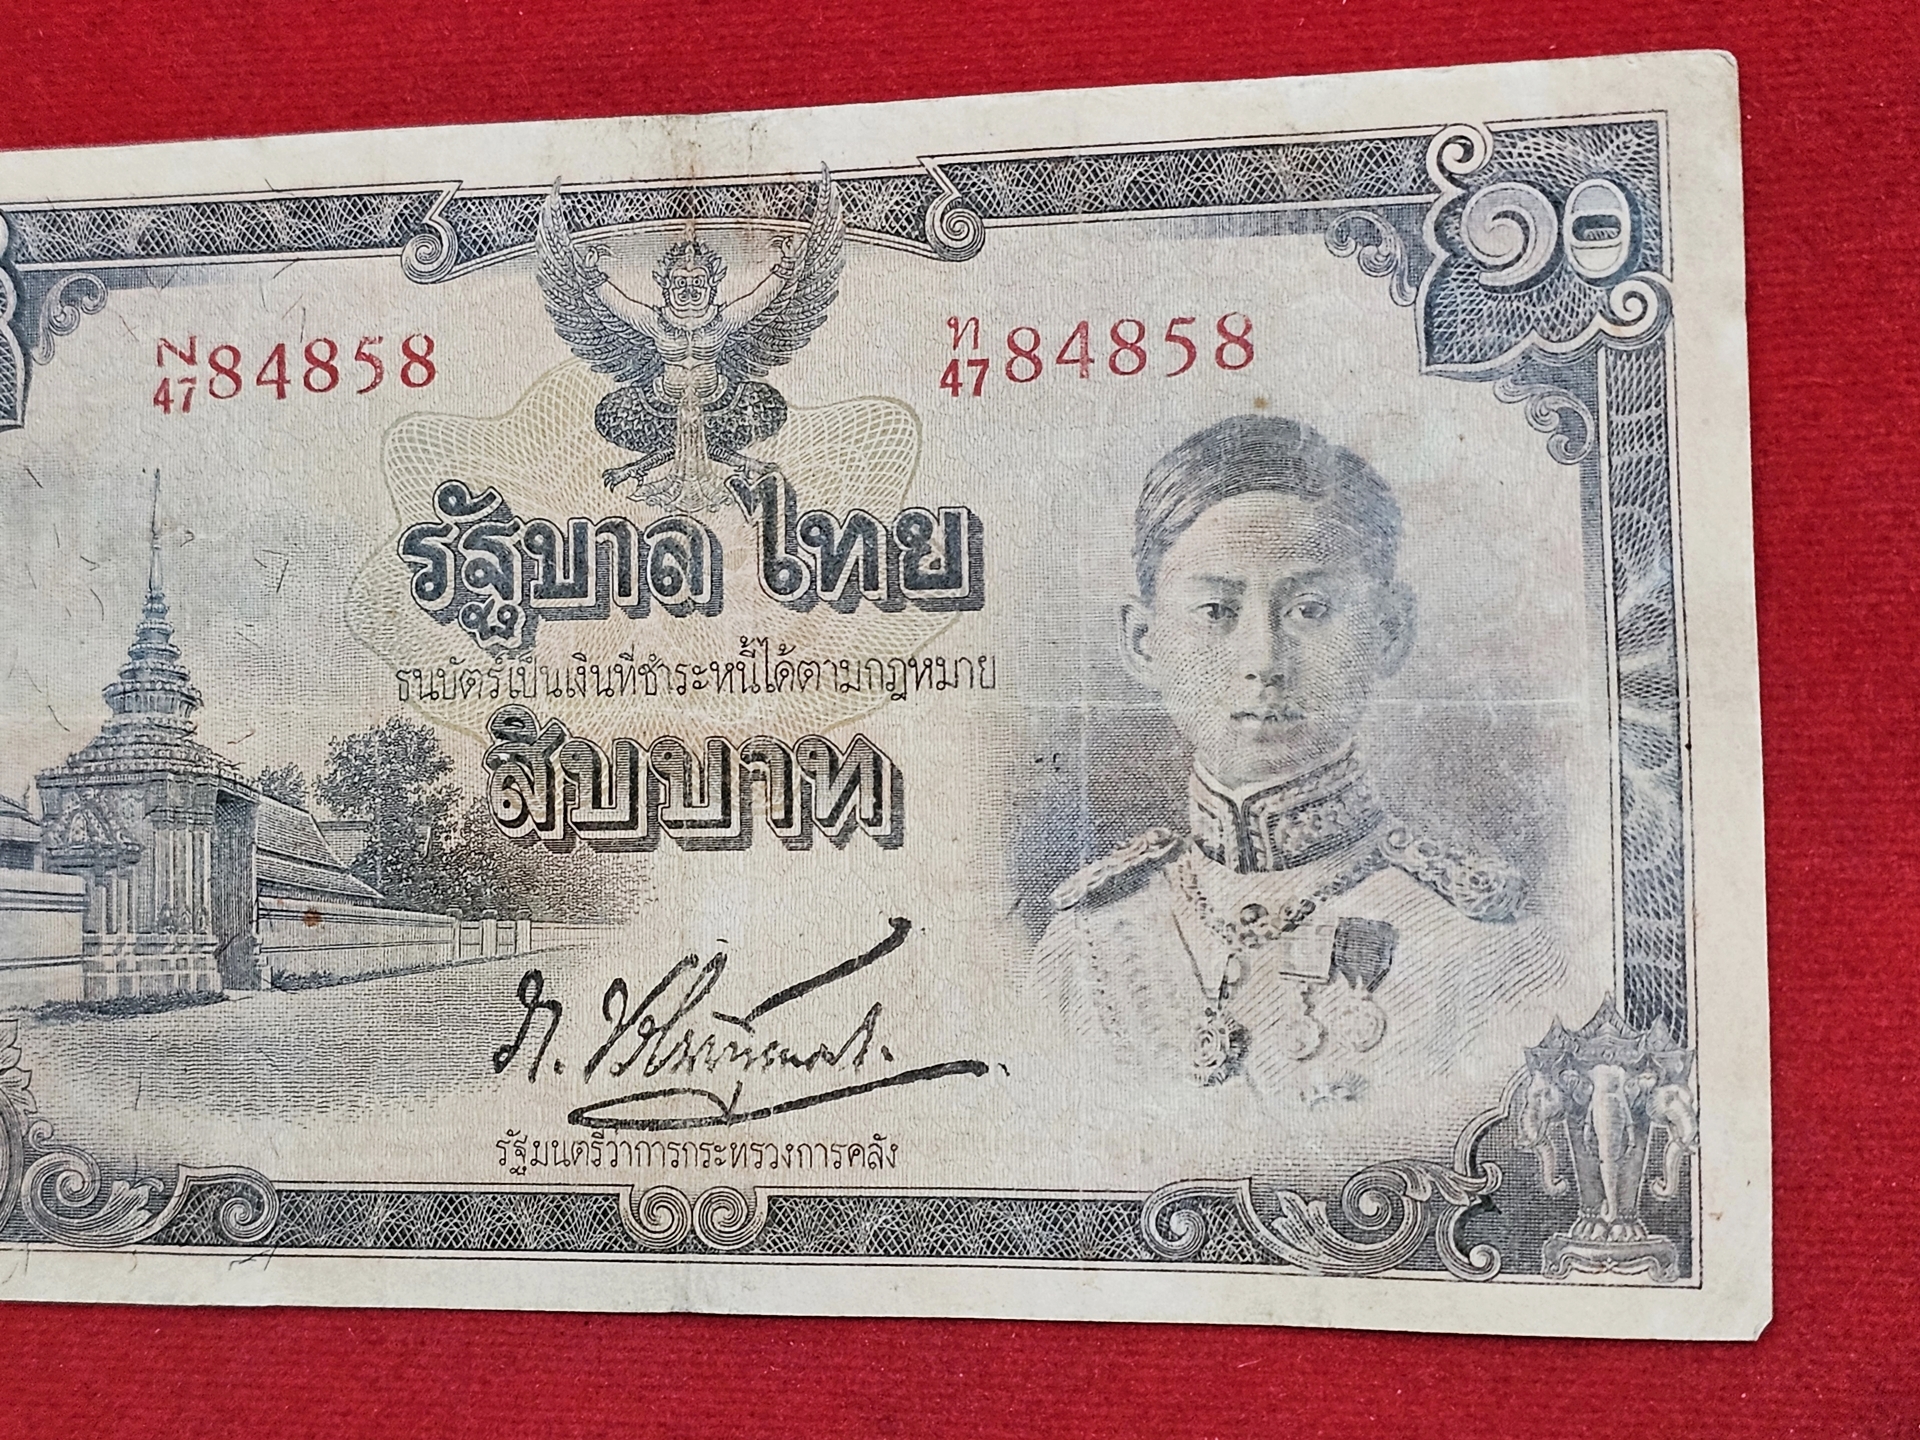 ๑๐
N/47 84858
ท/47 84858
รัฐบาลไทย
ธนบัตร์เป็นเงินที่ชำระหนี้ได้ตามกฎหมาย
สิบบาท
รัฐมนตรีว่าการกระทรวงการคลัง